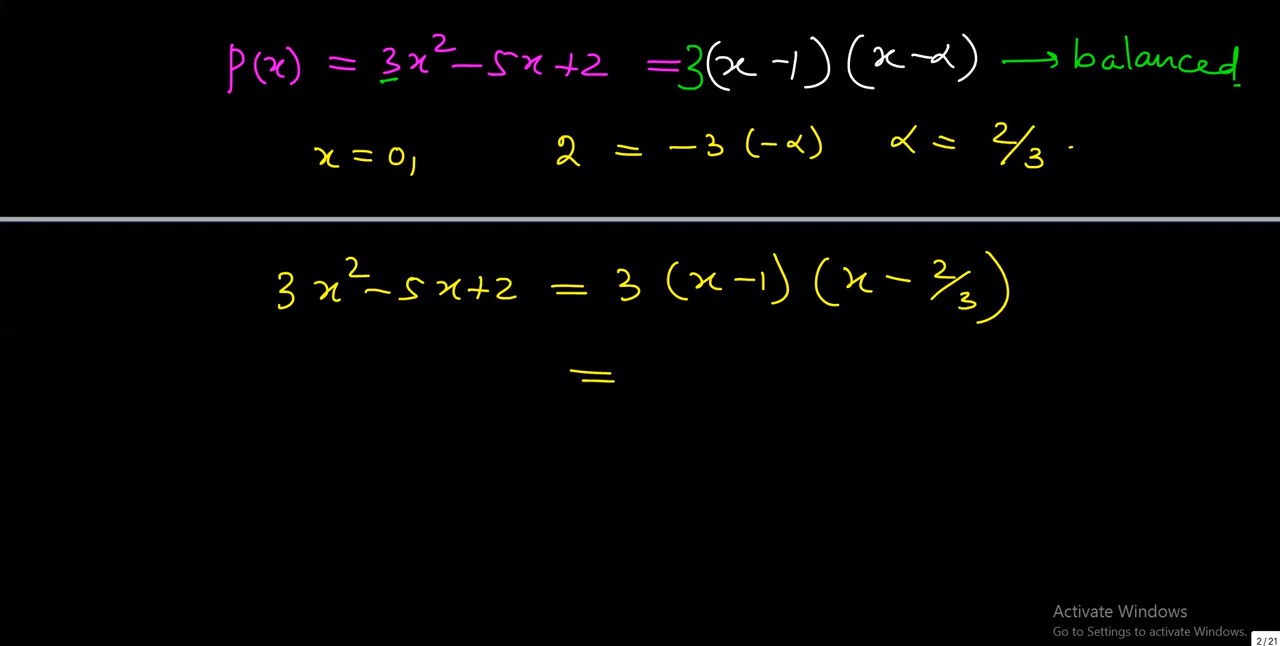 p(x) = 3x² - 5x + 2 = 3(x - 1)(x - α) → balanced
x = 0, 2 = -3(-α) α = 2/3.
3x² - 5x + 2 = 3(x - 1)(x - 2/3)
=
Activate Windows
Go to Settings to activate Windows.
2 / 21